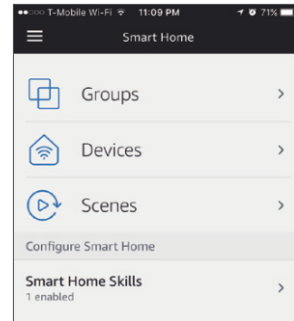 T-Mobile Wi-Fi 11:09 PM 71%
Smart Home
Groups
Devices
Scenes
Configure Smart Home
Smart Home Skills
1 enabled